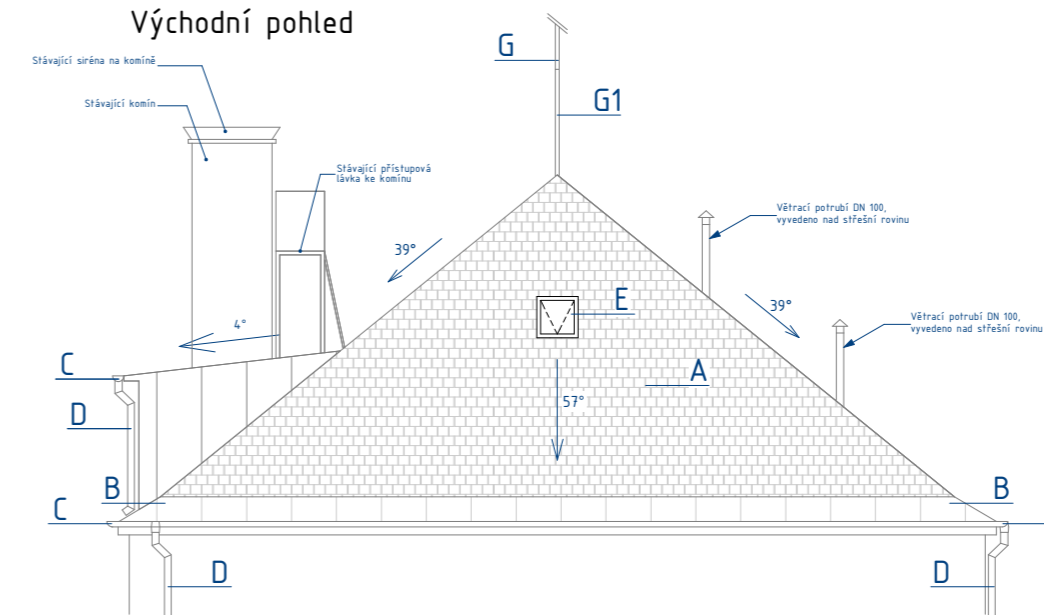 Východní pohled
G
Stávající siréna na komíně
Stávající komín
G1
Stávající přístupová
lávka ke komínu
Větrací potrubí DN 100,
vyvedeno nad střešní rovinu
39°
E
39°
4°
Větrací potrubí DN 100,
vyvedeno nad střešní rovinu
C
A
57°
D
B
B
C
D
D